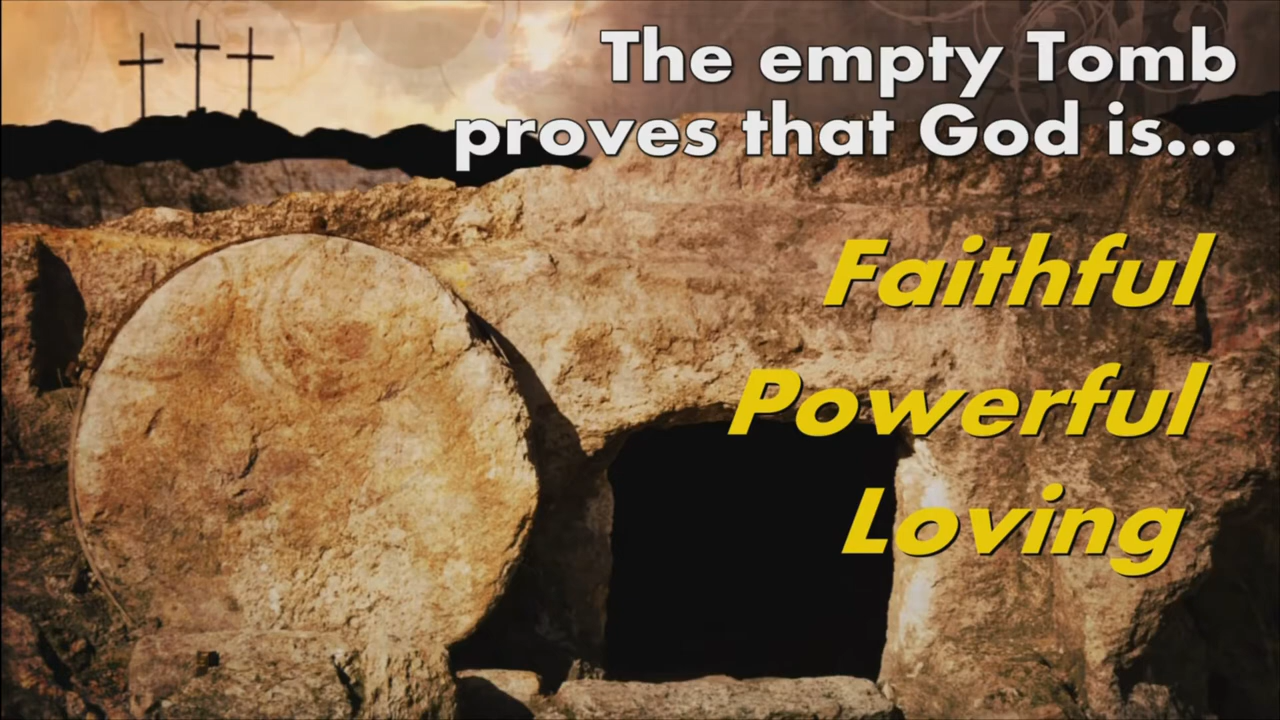 The empty Tomb
proves that God is...
Faithful
Powerful
Loving